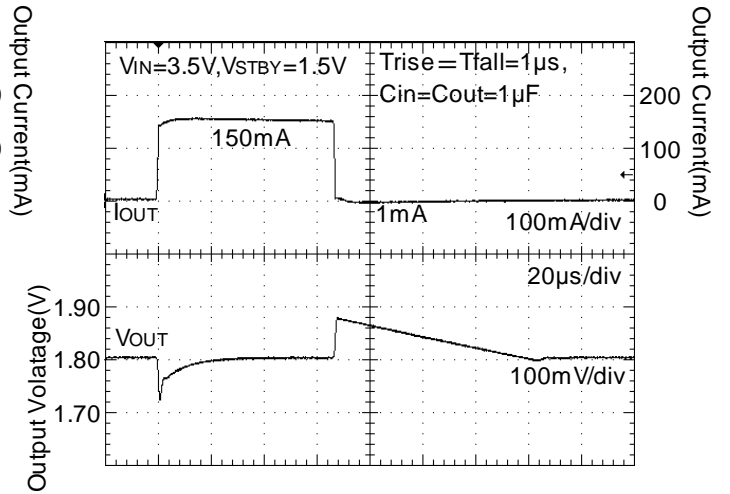 Output Current(mA)
VIN=3.5V,VSTBY=1.5V
Trise=Tfall=1µs,
Cin=Cout=1µF
150mA
200
100
0
Output Current(mA)
IOUT
1mA
100mA/div
20µs/div
Output Volatage(V)
1.90
1.80
1.70
VOUT
100mV/div